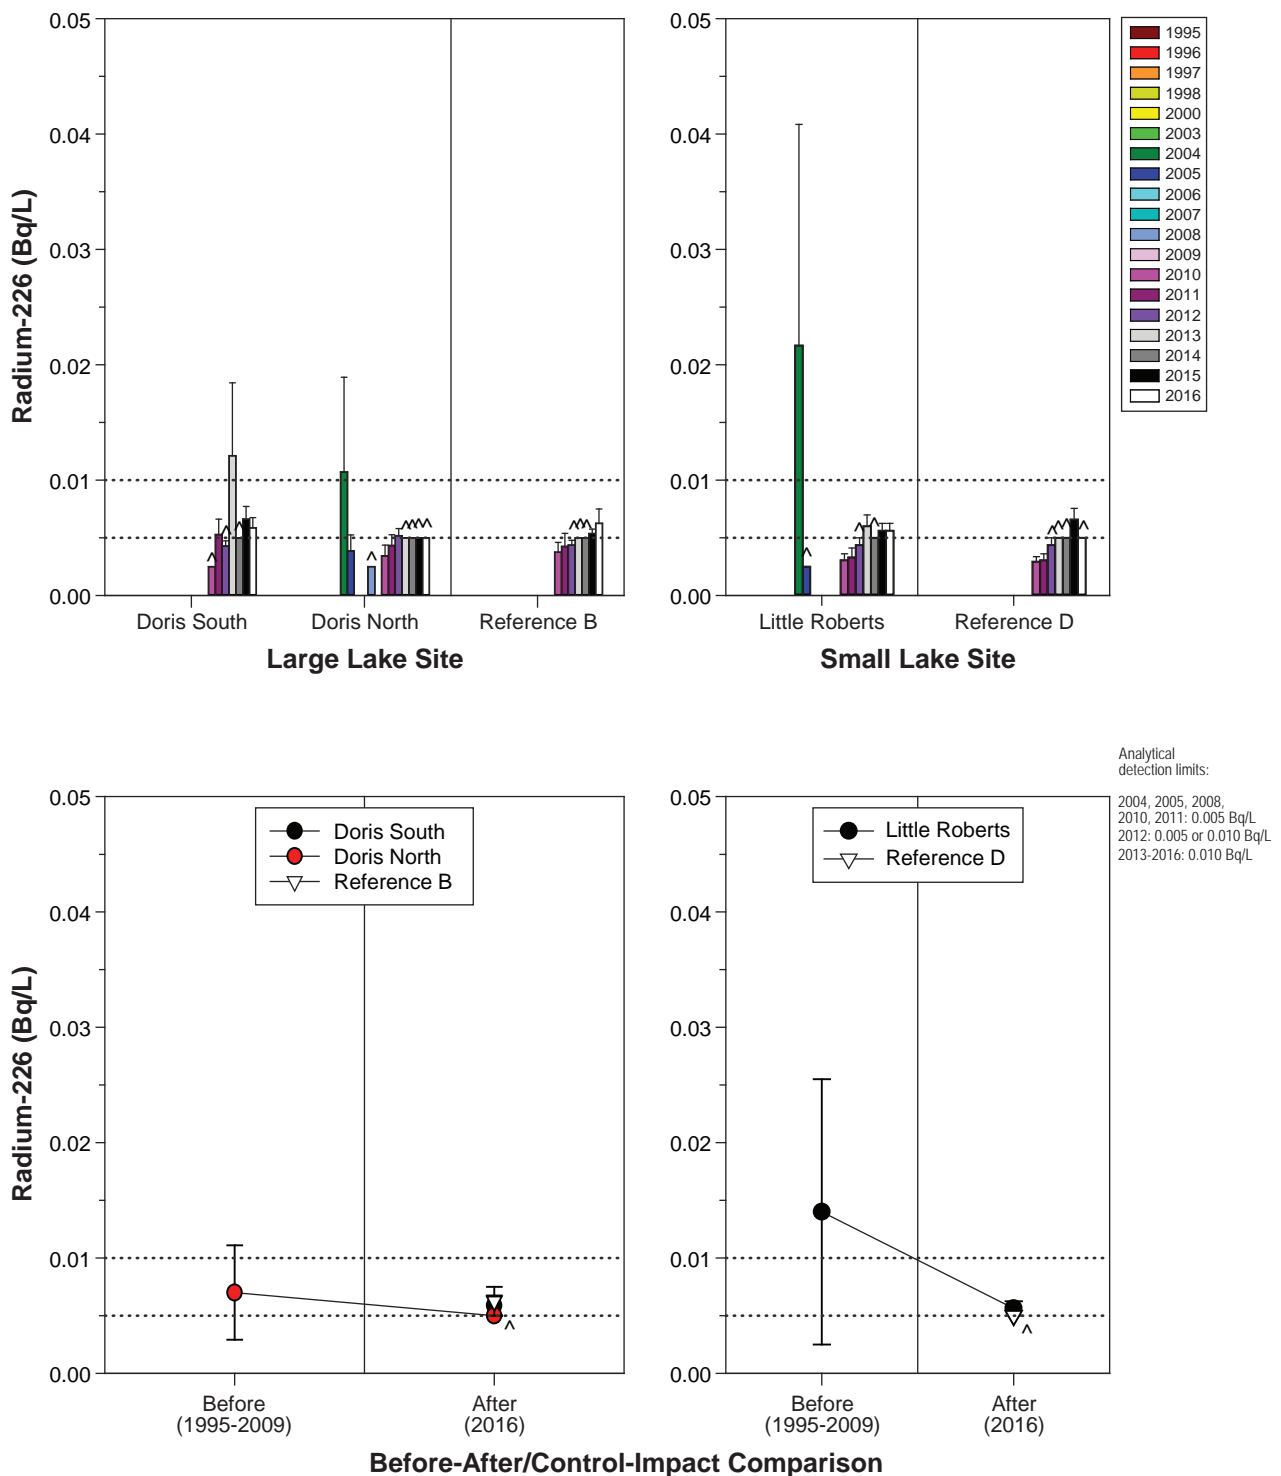 0.05
0.04
0.03
0.02
0.01
0.00
Radium-226 (Bq/L)
^
^
^
^
^
^
^
^
^
^
^
Doris South
Doris North
Reference B
Large Lake Site
0.05
0.04
0.03
0.02
0.01
0.00
^
^
^
^
^
^
^
Little Roberts
Reference D
Small Lake Site
1995
1996
1997
1998
2000
2003
2004
2005
2006
2007
2008
2009
2010
2011
2012
2013
2014
2015
2016
Analytical
detection limits:
2004, 2005, 2008,
2010, 2011: 0.005 Bq/L
2012: 0.005 or 0.010 Bq/L
2013-2016: 0.010 Bq/L
0.05
0.04
0.03
0.02
0.01
0.00
Radium-226 (Bq/L)
Doris South
Doris North
Reference B
^
Before
(1995-2009)
After
(2016)
0.05
0.04
0.03
0.02
0.01
0.00
Little Roberts
Reference D
^
Before
(1995-2009)
After
(2016)
Before-After/Control-Impact Comparison